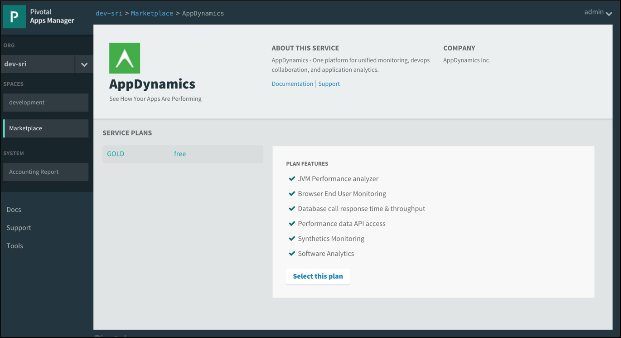 P
Pivotal
Apps Manager
dev-sri > Marketplace > AppDynamics
admin
ORG
dev-sri
SPACES
development
Marketplace
SYSTEM
Accounting Report
Docs
Support
Tools
AppDynamics
See How Your Apps Are Performing
ABOUT THIS SERVICE
AppDynamics - One platform for unified monitoring, devops
collaboration, and application analytics.
Documentation | Support
COMPANY
AppDynamics Inc
SERVICE PLANS
GOLD free
PLAN FEATURES
JVM Performance analyzer
Browser End User Monitoring
Database call response time & throughput
Performance data API access
Synthetics Monitoring
Software Analytics
Select this plan